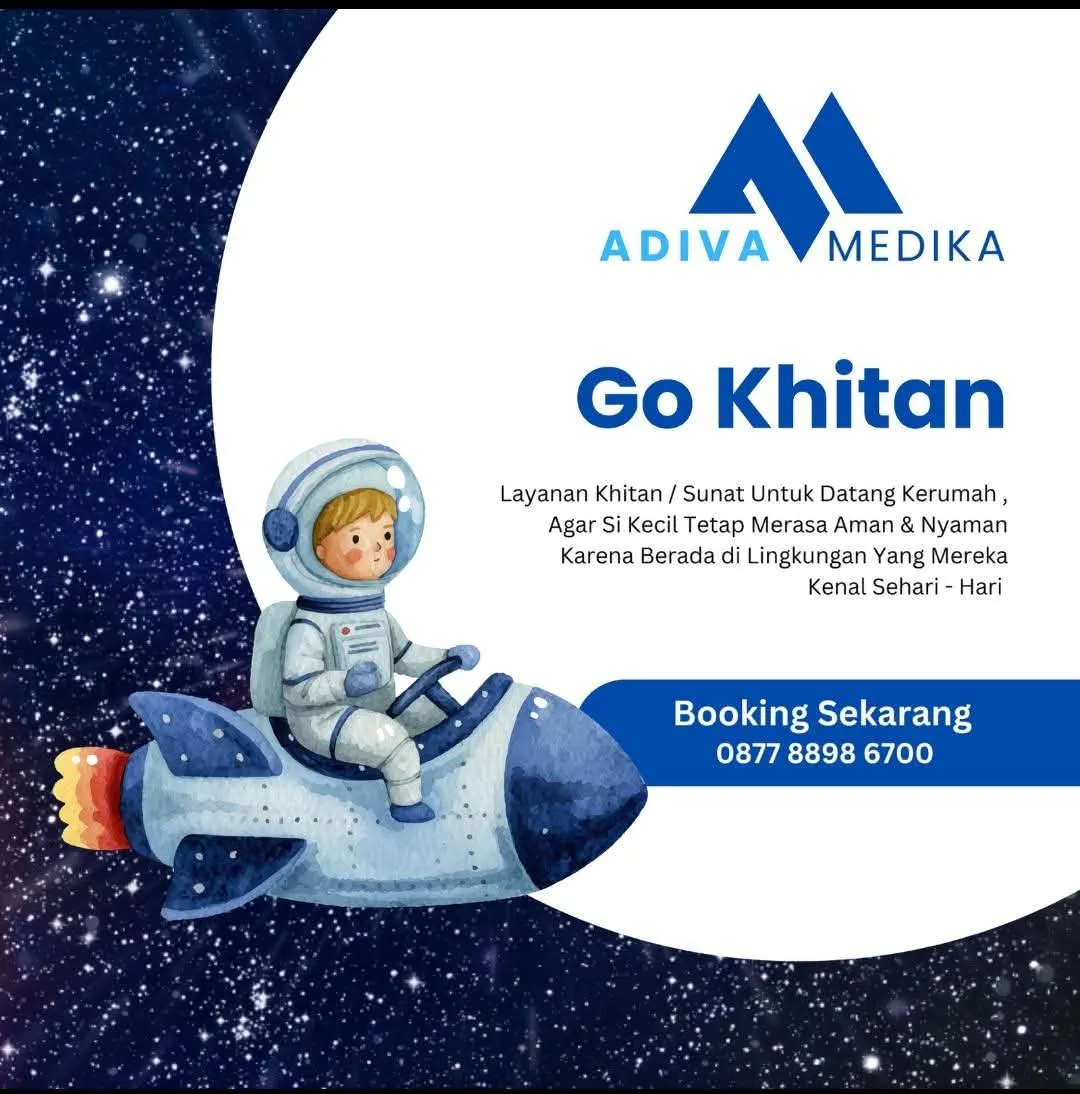 ADIVA MEDIKA
Go Khitan
Layanan Khitan / Sunat Untuk Datang Kerumah ,
Agar Si Kecil Tetap Merasa Aman & Nyaman
Karena Berada di Lingkungan Yang Mereka
Kenal Sehari - Hari
Booking Sekarang
0877 8898 6700